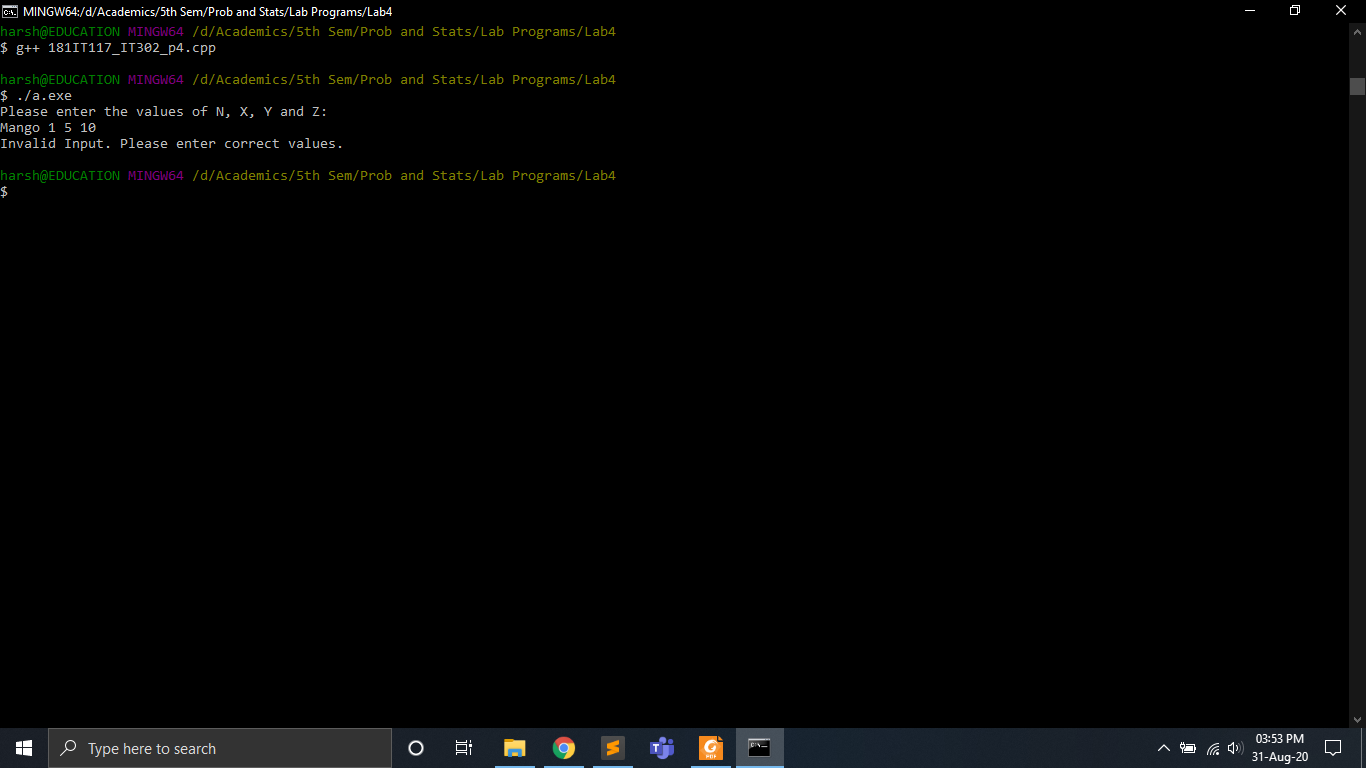 MINGW64:/d/Academics/5th Sem/Prob and Stats/Lab Programs/Lab4
harsh@EDUCATION MINGW64 /d/Academics/5th Sem/Prob and Stats/Lab Programs/Lab4
$ g++ 181IT117_IT302_p4.cpp
harsh@EDUCATION MINGW64 /d/Academics/5th Sem/Prob and Stats/Lab Programs/Lab4
$ ./a.exe
Please enter the values of N, X, Y and Z:
Mango 1 5 10
Invalid Input. Please enter correct values.
harsh@EDUCATION MINGW64 /d/Academics/5th Sem/Prob and Stats/Lab Programs/Lab4
$
Type here to search
03:53 PM
31-Aug-20